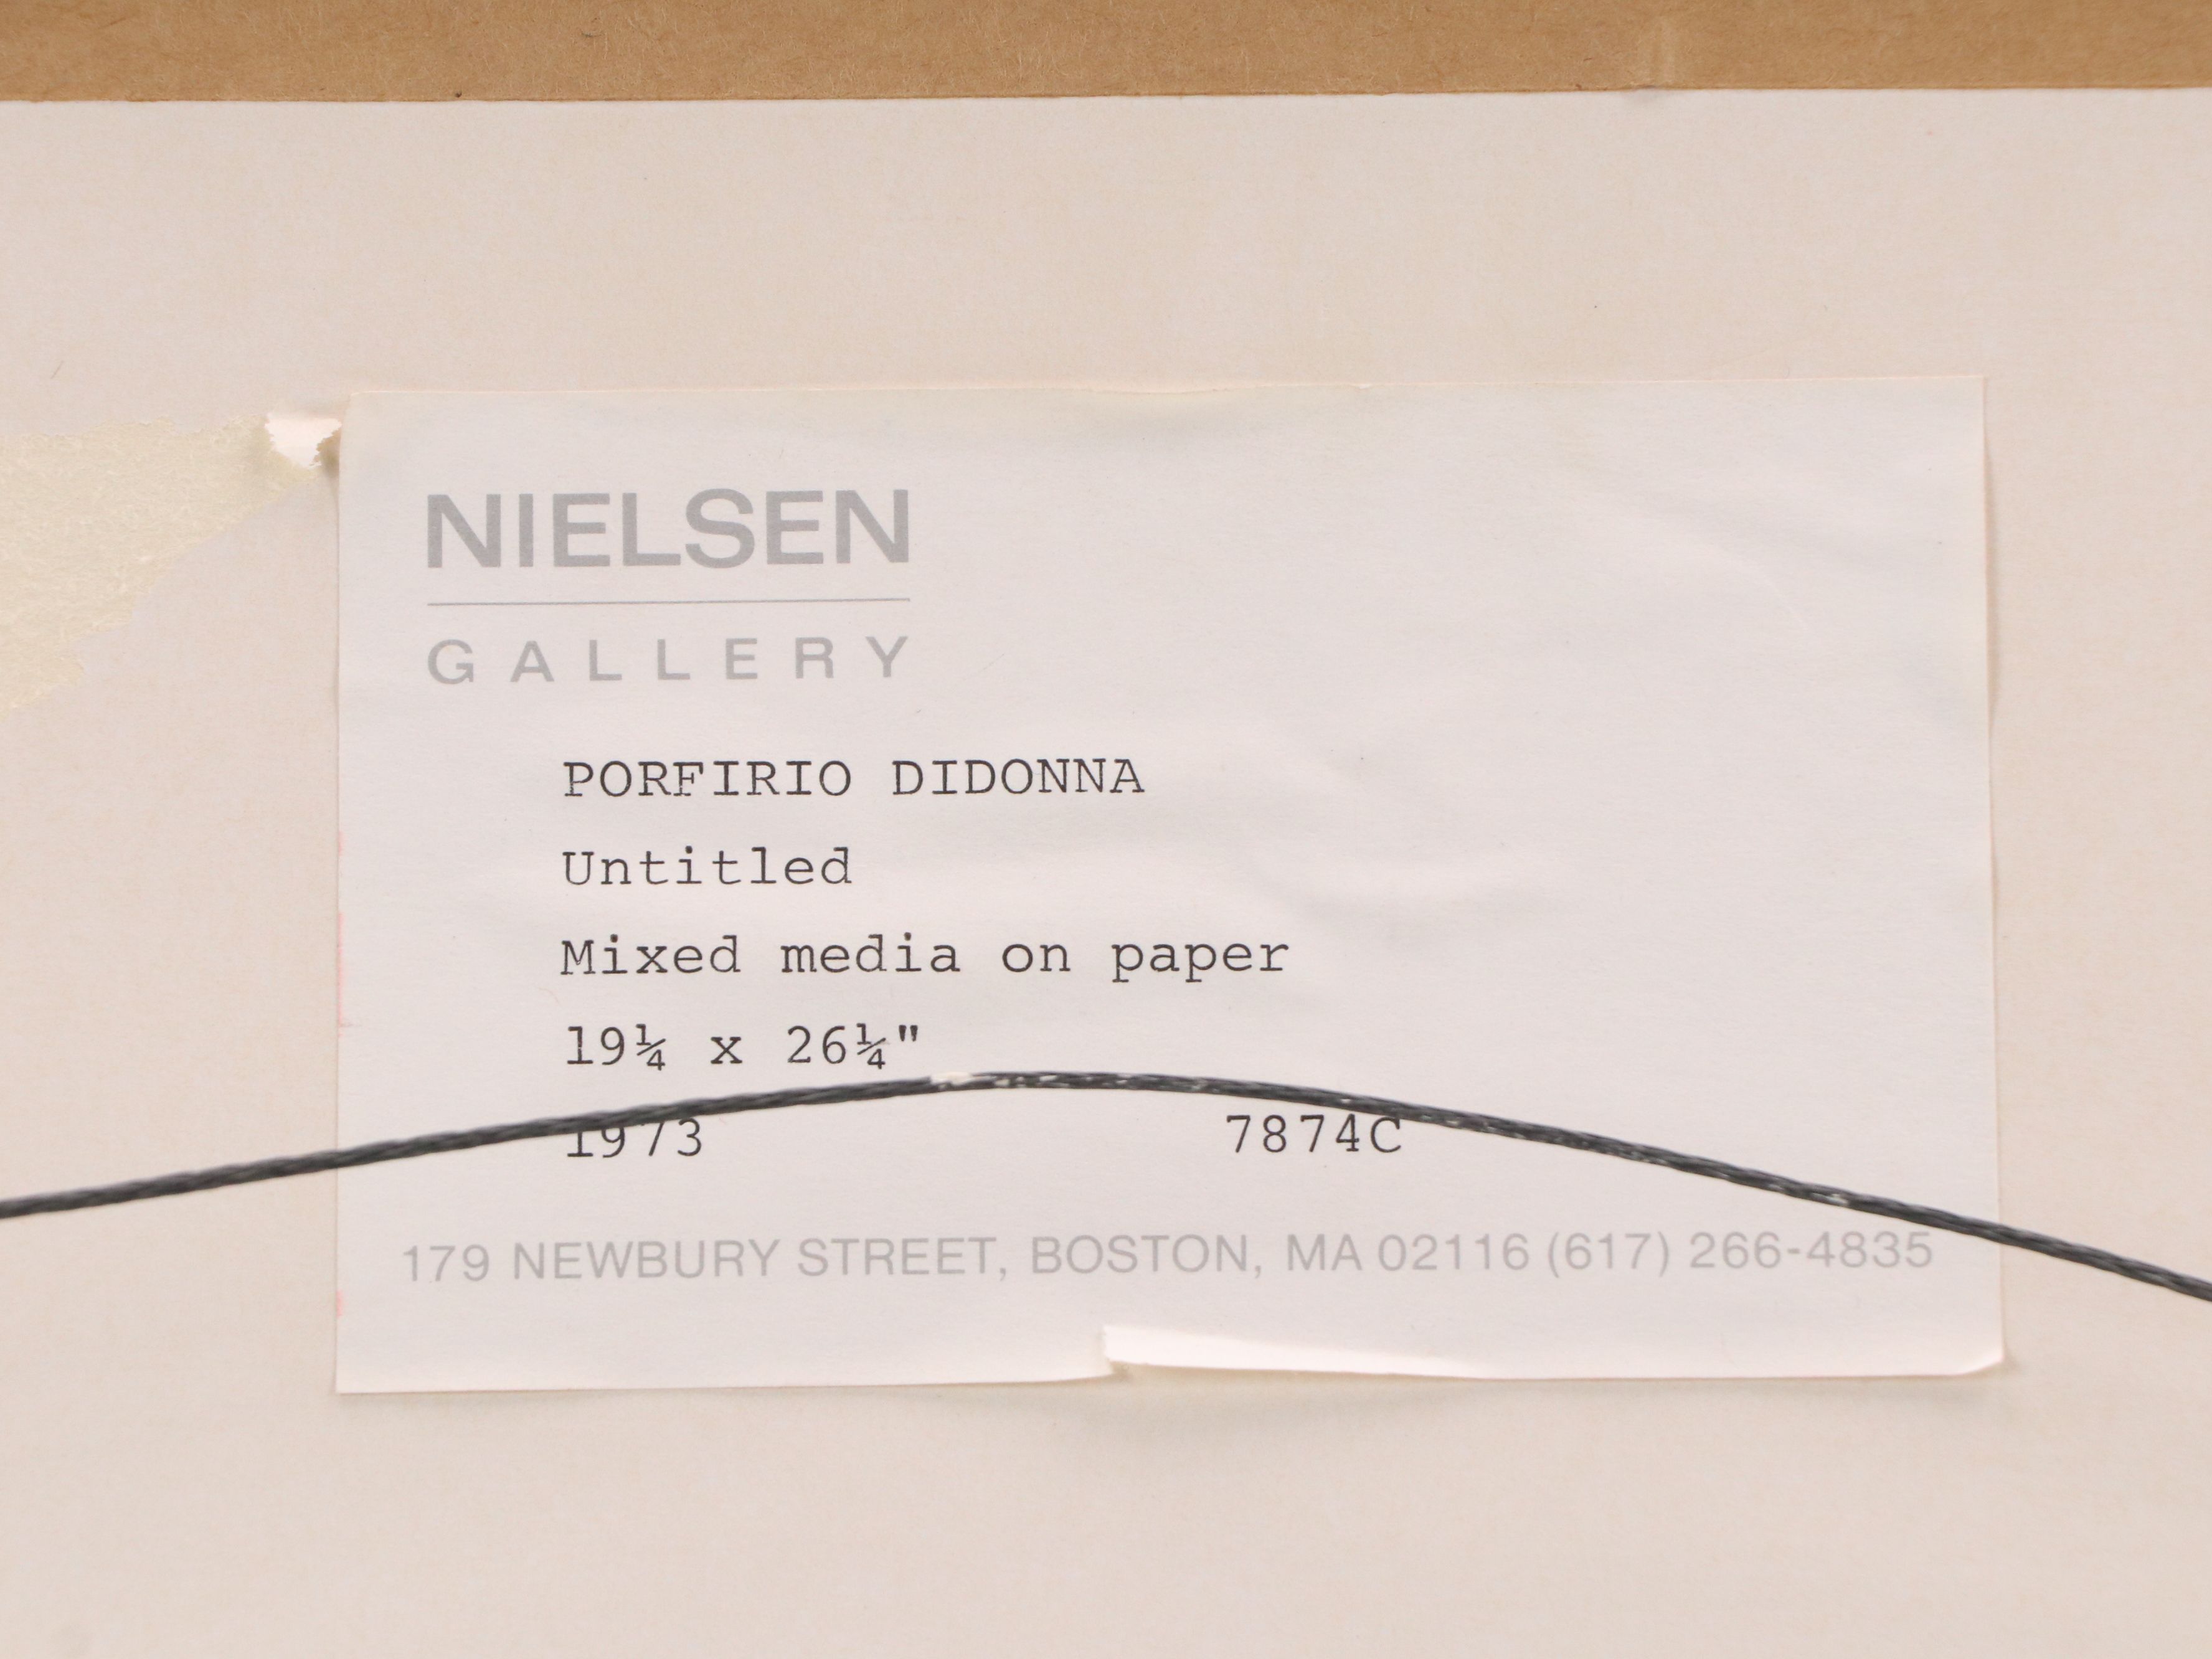 NIELSEN
GALLERY
PORFIRIO DIDONNA
Untitled
Mixed media on paper
19¼ x 26¼"
1973 7874C
179 NEWBURY STREET, BOSTON, MA 02116 (617) 266-4835